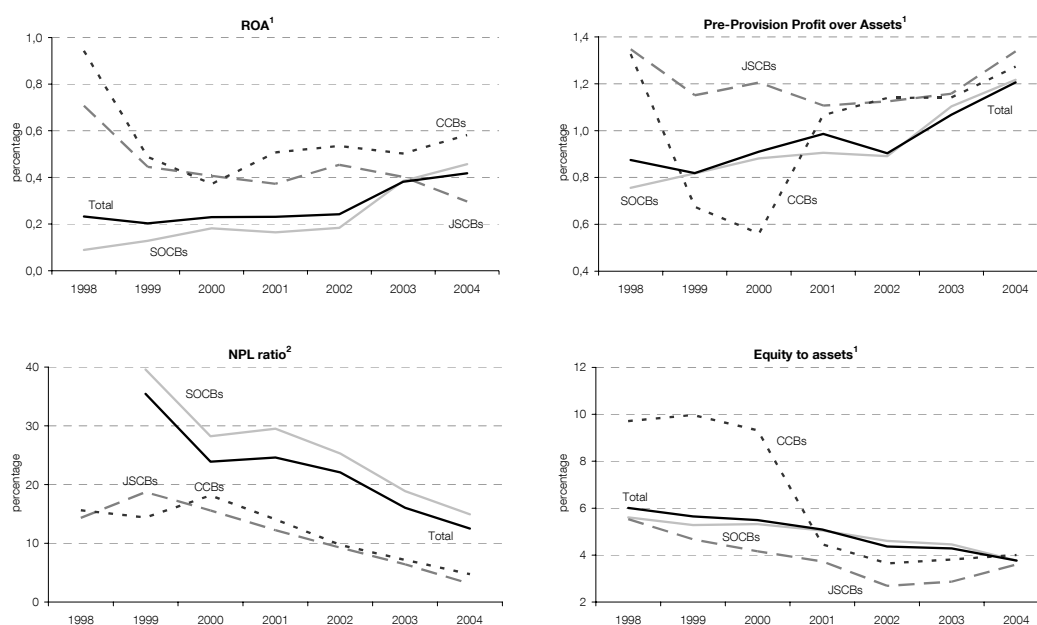 ROA1
percentage
1,0
0,8
0,6
0,4
0,2
0,0
CCBs
Total
JSCBs
SOCBs
1998 1999 2000 2001 2002 2003 2004
Pre-Provision Profit over Assets1
percentage
1,4
1,2
1,0
0,8
0,6
0,4
JSCBs
Total
SOCBs
CCBs
1998 1999 2000 2001 2002 2003 2004
NPL ratio2
percentage
40
30
20
10
0
SOCBs
JSCBs
CCBs
Total
1998 1999 2000 2001 2002 2003 2004
Equity to assets1
percentage
12
10
8
6
4
2
CCBs
Total
SOCBs
JSCBs
1998 1999 2000 2001 2002 2003 2004